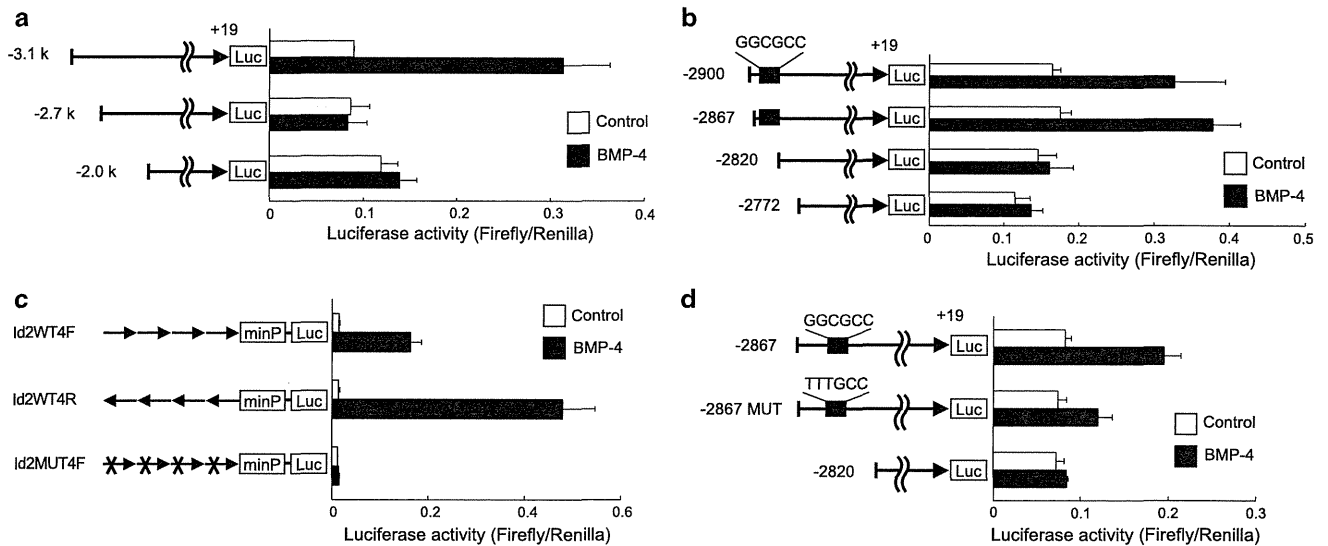 a
+19
-3.1 k
Luc
-2.7 k
Luc
-2.0 k
Luc
Control
BMP-4
0 0.1 0.2 0.3 0.4
Luciferase activity (Firefly/Renilla)
b
GGCGCC
+19
-2900
Luc
-2867
Luc
-2820
Luc
-2772
Luc
Control
BMP-4
0 0.1 0.2 0.3 0.4 0.5
Luciferase activity (Firefly/Renilla)
c
Id2WT4F
minP
Luc
Id2WT4R
minP
Luc
Id2MUT4F
minP
Luc
Control
BMP-4
0 0.2 0.4 0.6
Luciferase activity (Firefly/Renilla)
d
GGCGCC
+19
-2867
Luc
TTTGCC
-2867 MUT
Luc
-2820
Luc
Control
BMP-4
0 0.1 0.2 0.3
Luciferase activity (Firefly/Renilla)